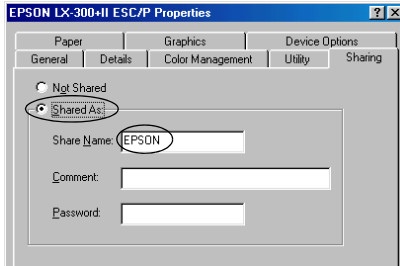 EPSON LX-300+II ESC/P Properties
Paper Graphics Device Options
General Details Color Management Utility Sharing
Not Shared
Shared As:
Share Name: EPSON
Comment:
Password: